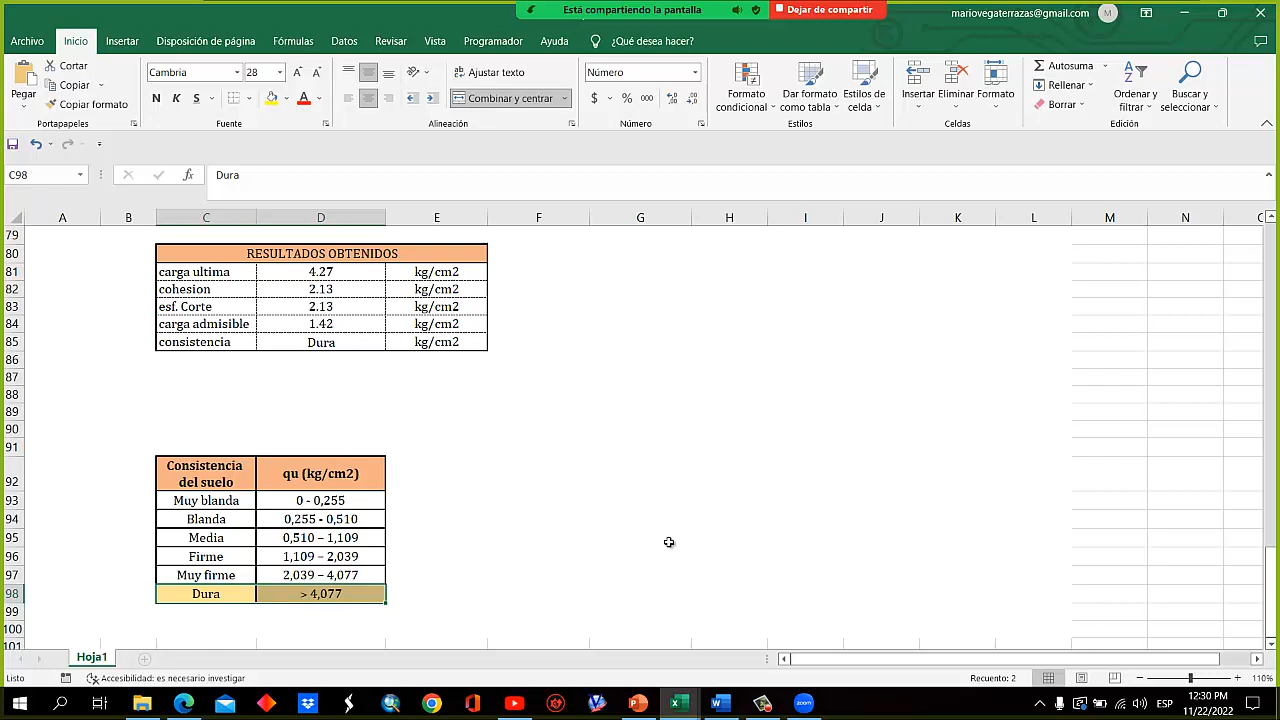 Está compartiendo la pantalla
Dejar de compartir
mariovegaterrazas@gmail.com M
Archivo Inicio Insertar Disposición de página Fórmulas Datos Revisar Vista Programador Ayuda ¿Qué desea hacer?
Pegar
Cortar
Copiar
Copiar formato
Portapapeles
Cambria 28
N K S
Fuente
Ajustar texto
Combinar y centrar
Alineación
Número
$ % 000
Número
Formato condicional
Dar formato como tabla
Estilos de celda
Estilos
Insertar Eliminar Formato
Celdas
Autosuma
Rellenar
Borrar
Ordenar y filtrar
Buscar y seleccionar
Edición
C98 fx Dura
A B C D E F G H I J K L M N
79
80 RESULTADOS OBTENIDOS
81 carga ultima 4.27 kg/cm2
82 cohesion 2.13 kg/cm2
83 esf. Corte 2.13 kg/cm2
84 carga admisible 1.42 kg/cm2
85 consistencia Dura kg/cm2
86
87
88
89
90
91
92 Consistencia del suelo qu (kg/cm2)
93 Muy blanda 0 - 0,255
94 Blanda 0,255 - 0,510
95 Media 0,510 – 1,109
96 Firme 1,109 – 2,039
97 Muy firme 2,039 – 4,077
98 Dura > 4,077
99
100
101
Hoja1
Listo Accesibilidad: es necesario investigar Recuento: 2 110%
ESP
12:30 PM
11/22/2022